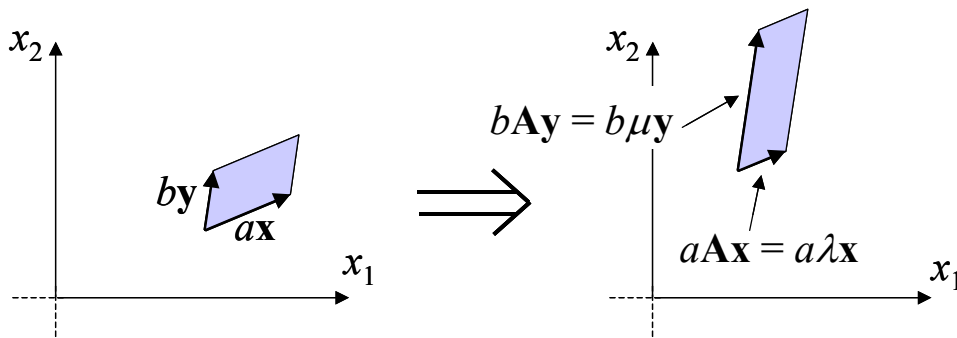 x₂
by
ax
x₁
x₂
bAy = bμy
aAx = aλx
x₁